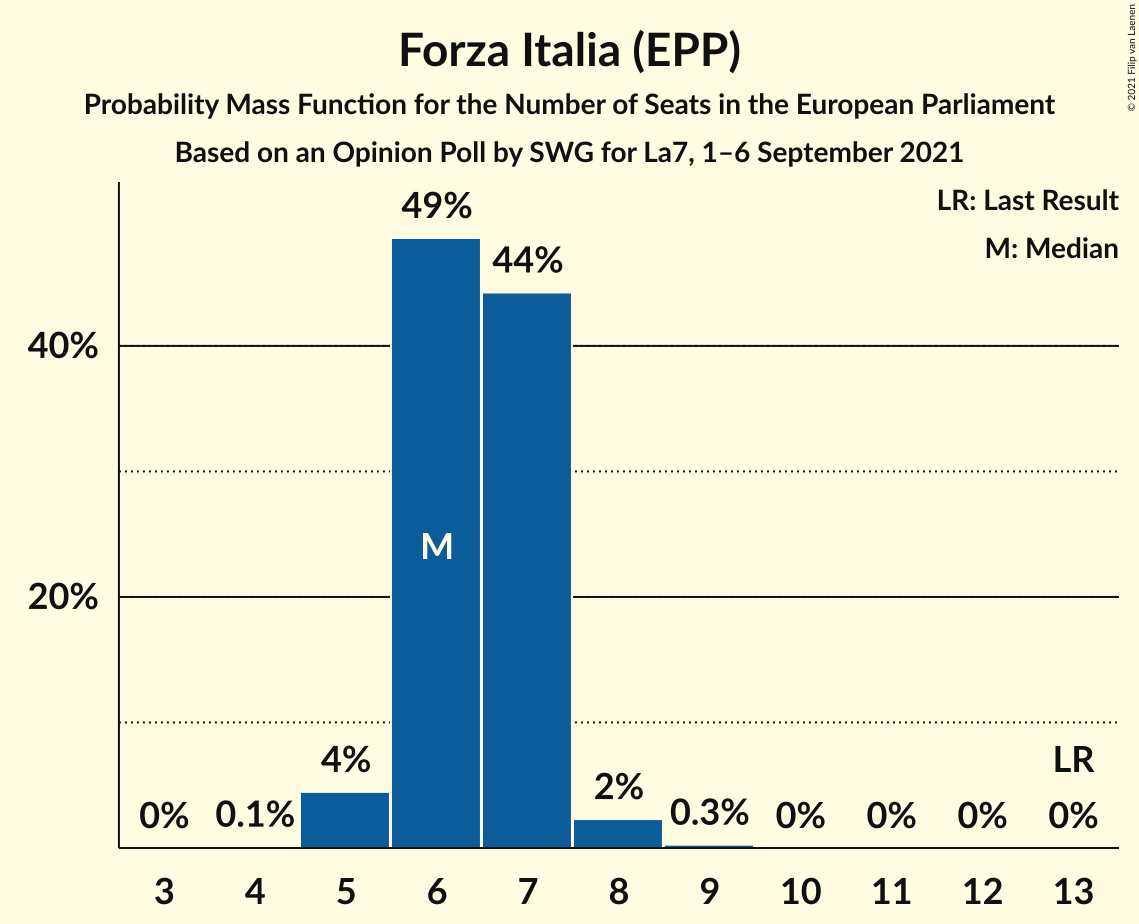 Forza Italia (EPP)
Probability Mass Function for the Number of Seats in the European Parliament
Based on an Opinion Poll by SWG for La7, 1–6 September 2021
© 2021 Filip van Laenen
LR: Last Result
M: Median
49%
44%
40%
M
20%
LR
4%
2%
0%
0.1%
0.3%
0%
0%
0%
0%
3 4 5 6 7 8 9 10 11 12 13